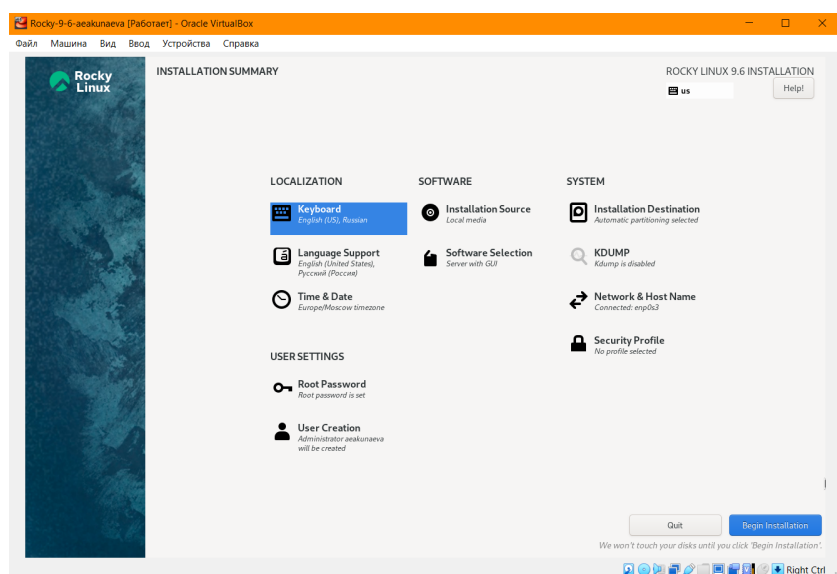 Rocky-9-6-aeakunaeva [Работает] - Oracle VirtualBox
Файл Машина Вид Ввод Устройства Справка
Rocky
Linux
INSTALLATION SUMMARY
ROCKY LINUX 9.6 INSTALLATION
us
Help!
LOCALIZATION
Keyboard
English (US), Russian
Language Support
English (United States),
Русский (Россия)
Time & Date
Europe/Moscow timezone
SOFTWARE
Installation Source
Local media
Software Selection
Server with GUI
SYSTEM
Installation Destination
Automatic partitioning selected
KDUMP
Kdump is disabled
Network & Host Name
Connected: enp0s3
Security Profile
No profile selected
USER SETTINGS
Root Password
Root password is set
User Creation
Administrator aeakunaeva
will be created
Quit
Begin Installation
We won't touch your disks until you click 'Begin Installation'.
Right Ctrl